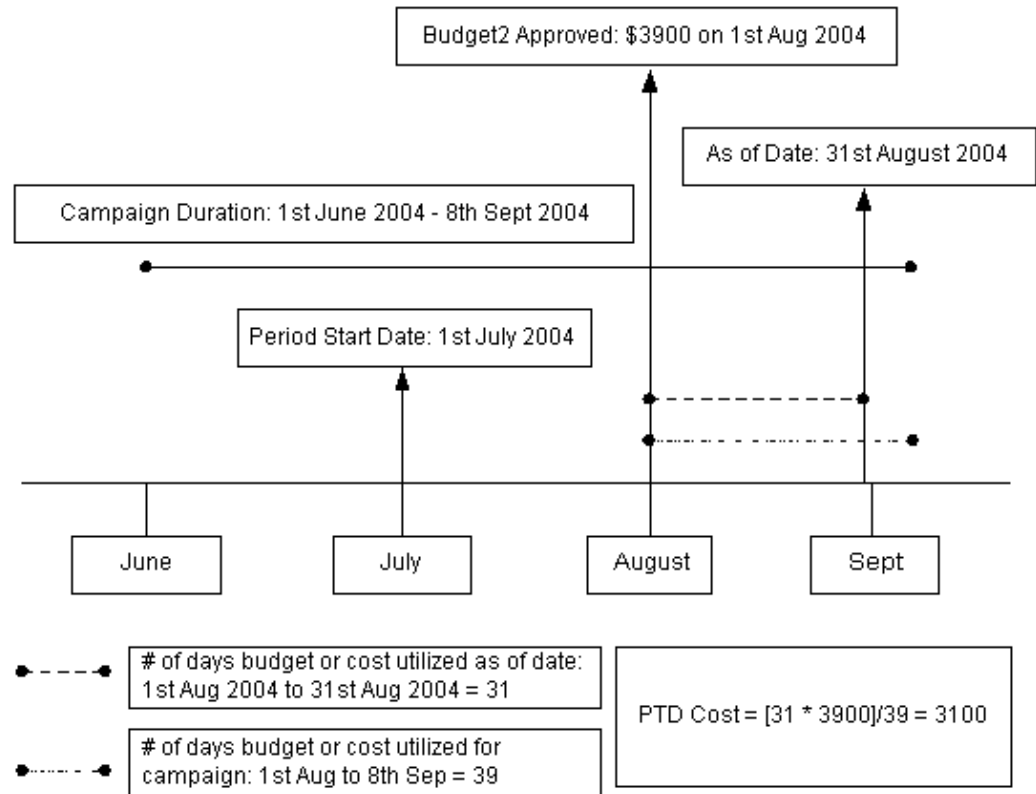 Budget2 Approved: $3900 on 1st Aug 2004
As of Date: 31st August 2004
Campaign Duration: 1st June 2004 - 8th Sept 2004
Period Start Date: 1st July 2004
June
July
August
Sept
# of days budget or cost utilized as of date:
1st Aug 2004 to 31st Aug 2004 = 31
PTD Cost = [31 * 3900]/39 = 3100
# of days budget or cost utilized for
campaign: 1st Aug to 8th Sep = 39